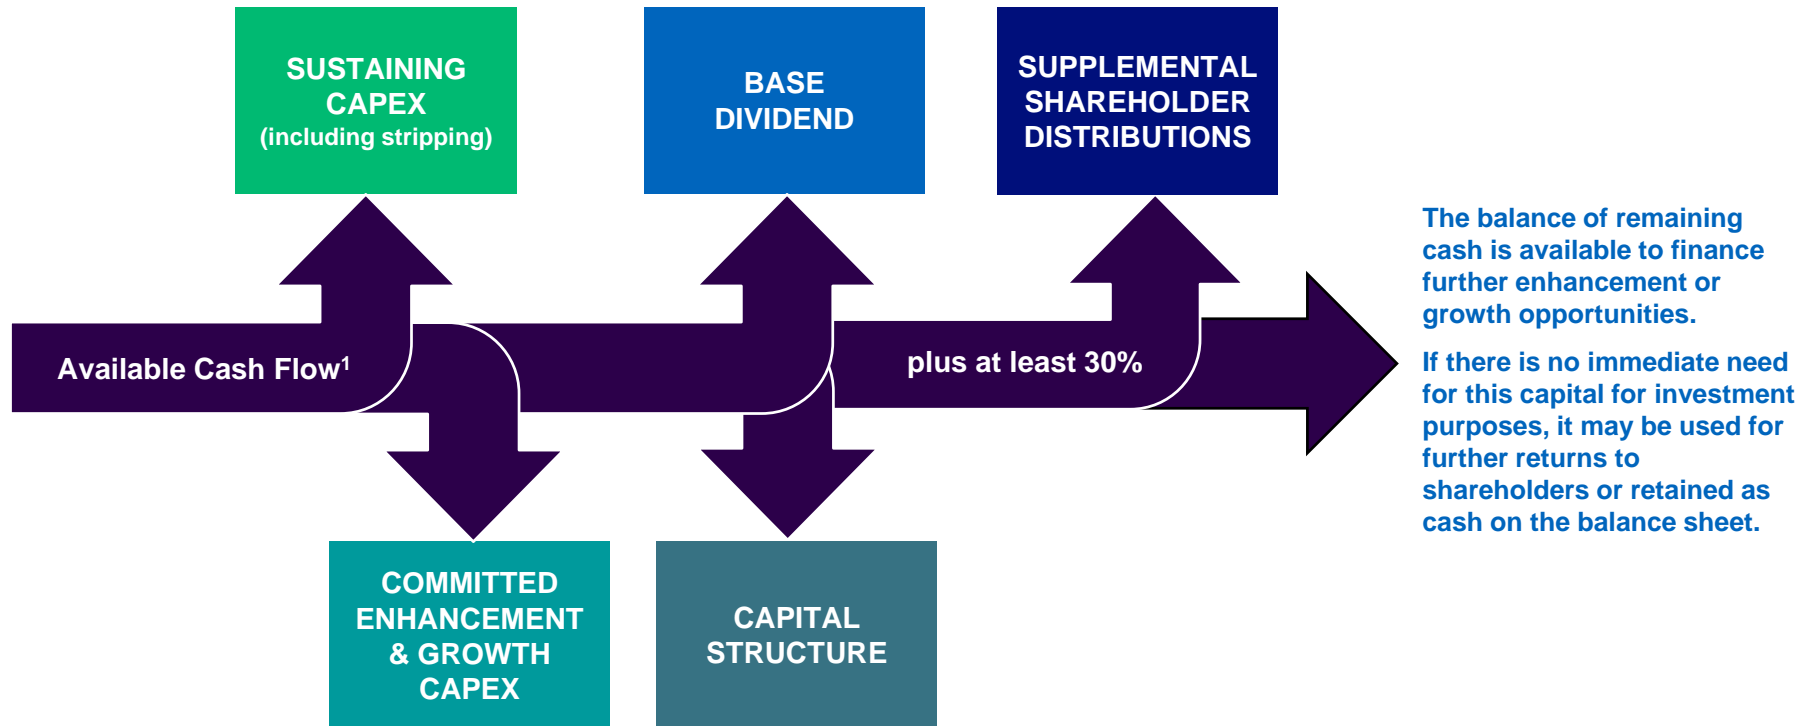 SUSTAINING
CAPEX
(including stripping)
BASE
DIVIDEND
SUPPLEMENTAL
SHAREHOLDER
DISTRIBUTIONS
Available Cash Flow¹
plus at least 30%
The balance of remaining
cash is available to finance
further enhancement or
growth opportunities.
If there is no immediate need
for this capital for investment
purposes, it may be used for
further returns to
shareholders or retained as
cash on the balance sheet.
COMMITTED
ENHANCEMENT
& GROWTH
CAPEX
CAPITAL
STRUCTURE